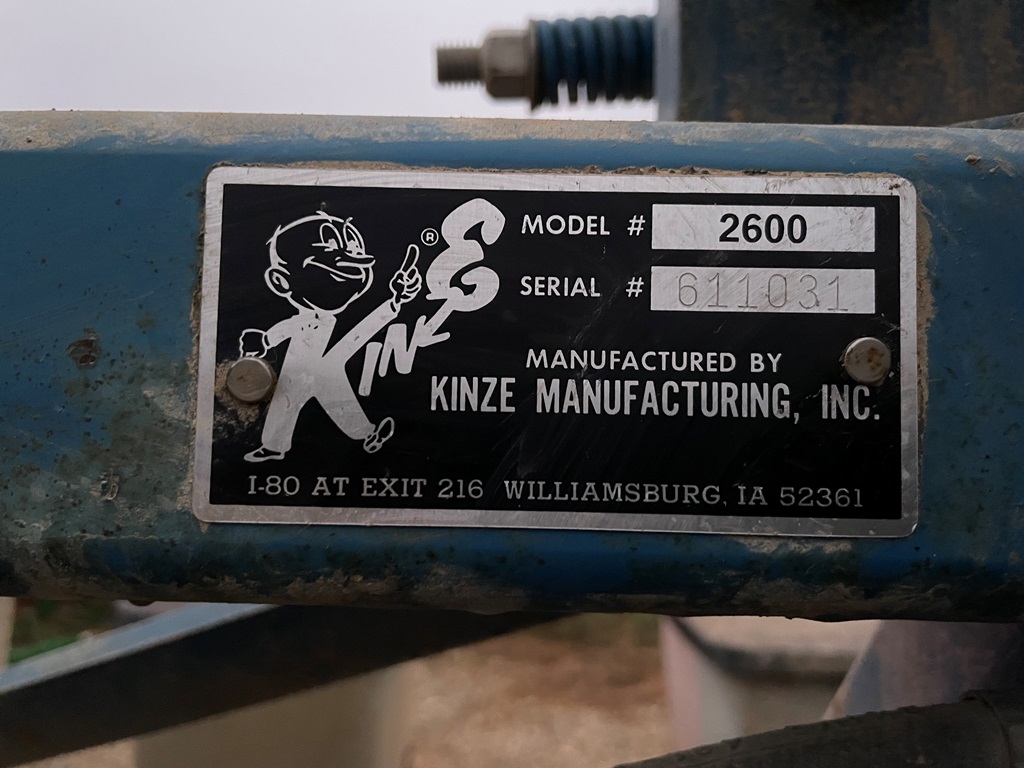 KINZE ®
MODEL # 2600
SERIAL # 611031
MANUFACTURED BY
KINZE MANUFACTURING, INC.
I-80 AT EXIT 216 WILLIAMSBURG, IA 52361